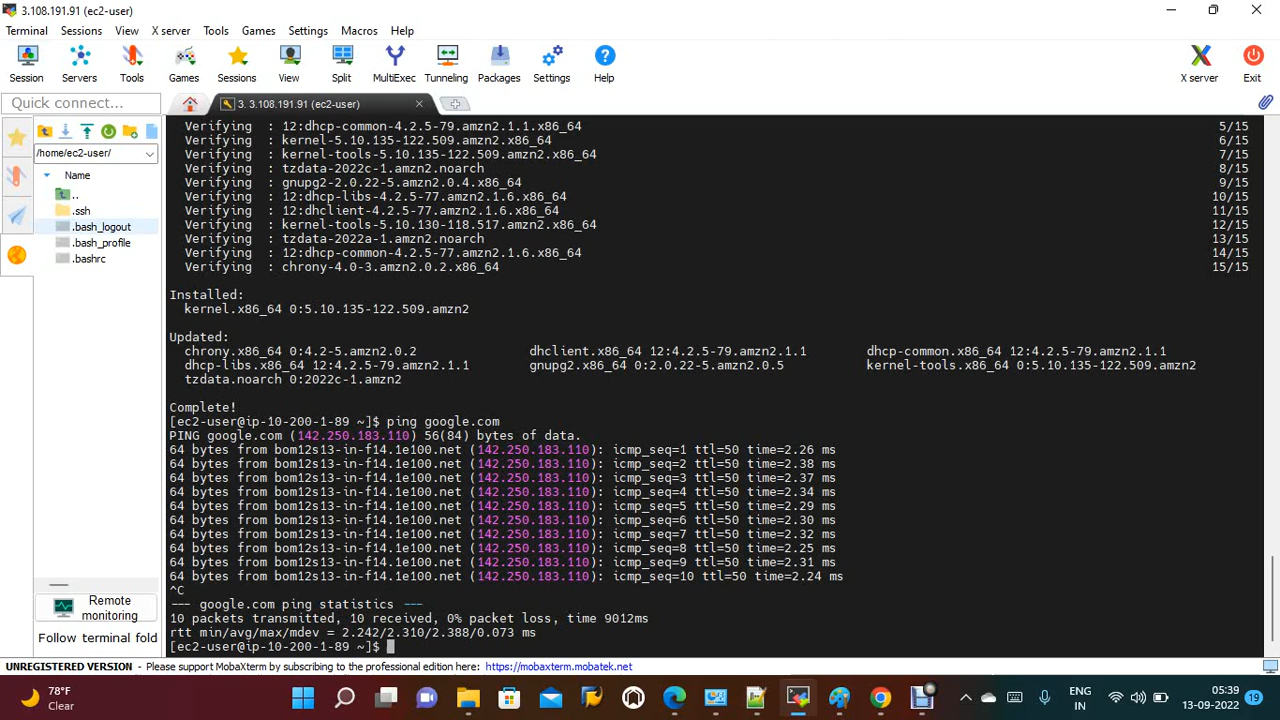 3.108.191.91 (ec2-user)
Terminal Sessions View X server Tools Games Settings Macros Help
Session Servers Tools Games Sessions View Split MultiExec Tunneling Packages Settings Help X server Exit
Quick connect...
3. 3.108.191.91 (ec2-user)
/home/ec2-user/
Name
..
.ssh
.bash_logout
.bash_profile
.bashrc
Remote
monitoring
Follow terminal fold
Verifying  : 12:dhcp-common-4.2.5-79.amzn2.1.1.x86_64 5/15
Verifying  : kernel-5.10.135-122.509.amzn2.x86_64 6/15
Verifying  : kernel-tools-5.10.135-122.509.amzn2.x86_64 7/15
Verifying  : tzdata-2022c-1.amzn2.noarch 8/15
Verifying  : gnupg2-2.0.22-5.amzn2.0.4.x86_64 9/15
Verifying  : 12:dhcp-libs-4.2.5-77.amzn2.1.6.x86_64 10/15
Verifying  : 12:dhclient-4.2.5-77.amzn2.1.6.x86_64 11/15
Verifying  : kernel-tools-5.10.130-118.517.amzn2.x86_64 12/15
Verifying  : tzdata-2022a-1.amzn2.noarch 13/15
Verifying  : 12:dhcp-common-4.2.5-77.amzn2.1.6.x86_64 14/15
Verifying  : chrony-4.0-3.amzn2.0.2.x86_64 15/15
Installed:
kernel.x86_64 0:5.10.135-122.509.amzn2
Updated:
chrony.x86_64 0:4.2-5.amzn2.0.2 dhclient.x86_64 12:4.2.5-79.amzn2.1.1 dhcp-common.x86_64 12:4.2.5-79.amzn2.1.1
dhcp-libs.x86_64 12:4.2.5-79.amzn2.1.1 gnupg2.x86_64 0:2.0.22-5.amzn2.0.5 kernel-tools.x86_64 0:5.10.135-122.509.amzn2
tzdata.noarch 0:2022c-1.amzn2
Complete!
[ec2-user@ip-10-200-1-89 ~]$ ping google.com
PING google.com (142.250.183.110) 56(84) bytes of data.
64 bytes from bom12s13-in-f14.1e100.net (142.250.183.110): icmp_seq=1 ttl=50 time=2.26 ms
64 bytes from bom12s13-in-f14.1e100.net (142.250.183.110): icmp_seq=2 ttl=50 time=2.38 ms
64 bytes from bom12s13-in-f14.1e100.net (142.250.183.110): icmp_seq=3 ttl=50 time=2.37 ms
64 bytes from bom12s13-in-f14.1e100.net (142.250.183.110): icmp_seq=4 ttl=50 time=2.34 ms
64 bytes from bom12s13-in-f14.1e100.net (142.250.183.110): icmp_seq=5 ttl=50 time=2.29 ms
64 bytes from bom12s13-in-f14.1e100.net (142.250.183.110): icmp_seq=6 ttl=50 time=2.30 ms
64 bytes from bom12s13-in-f14.1e100.net (142.250.183.110): icmp_seq=7 ttl=50 time=2.32 ms
64 bytes from bom12s13-in-f14.1e100.net (142.250.183.110): icmp_seq=8 ttl=50 time=2.25 ms
64 bytes from bom12s13-in-f14.1e100.net (142.250.183.110): icmp_seq=9 ttl=50 time=2.31 ms
64 bytes from bom12s13-in-f14.1e100.net (142.250.183.110): icmp_seq=10 ttl=50 time=2.24 ms
^C
--- google.com ping statistics ---
10 packets transmitted, 10 received, 0% packet loss, time 9012ms
rtt min/avg/max/mdev = 2.242/2.310/2.388/0.073 ms
[ec2-user@ip-10-200-1-89 ~]$
UNREGISTERED VERSION - Please support MobaXterm by subscribing to the professional edition here: https://mobaxterm.mobatek.net
78°F
Clear
ENG
IN
05:39
13-09-2022
19